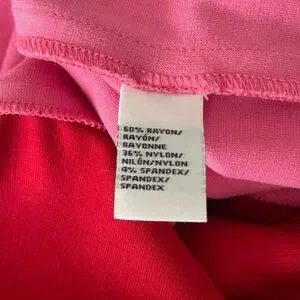 60% RAYON/
RAYÓN/
RAYONNE
36% NYLON/
NILÓN/NYLON
4% SPANDEX/
SPANDEX/
SPANDEX